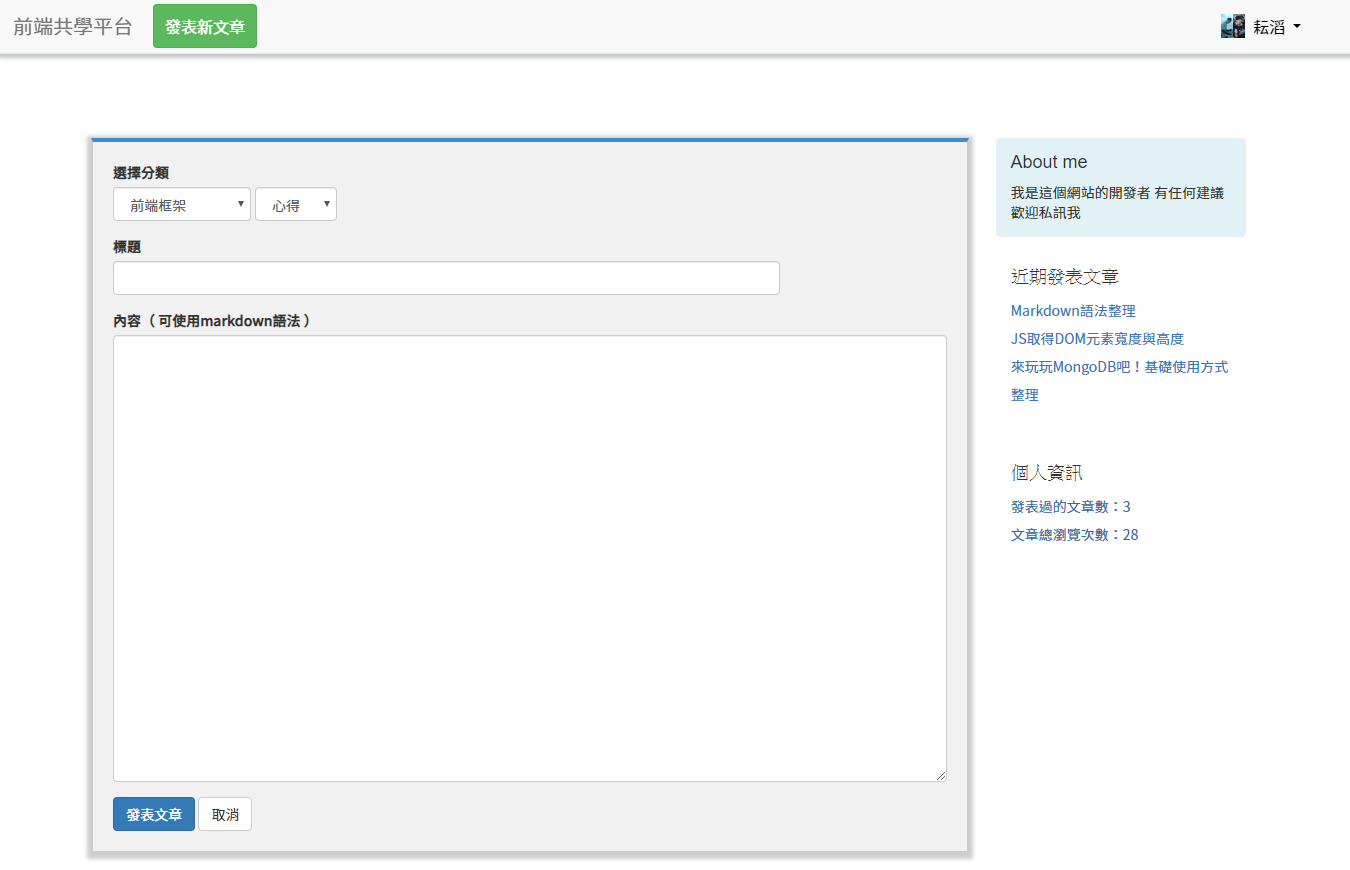 前端共學平台 發表新文章 耘滔
選擇分類
前端框架 心得
標題
內容（可使用markdown語法）
發表文章 取消
About me
我是這個網站的開發者 有任何建議
歡迎私訊我
近期發表文章
Markdown語法整理
JS取得DOM元素寬度與高度
來玩玩MongoDB吧！基礎使用方式
整理
個人資訊
發表過的文章數：3
文章總瀏覽次數：28